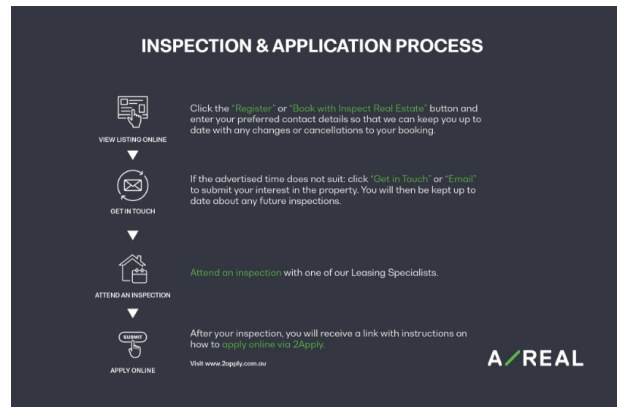 INSPECTION & APPLICATION PROCESS
VIEW LISTING ONLINE
Click the "Register" or "Book with Inspect Real Estate" button and
enter your preferred contact details so that we can keep you up to
date with any changes or cancellations to your booking.
GET IN TOUCH
If the advertised time does not suit: click "Get in Touch" or "Email"
to submit your interest in the property. You will then be kept up to
date about any future inspections.
ATTEND AN INSPECTION
Attend an inspection with one of our Leasing Specialists.
SUBMIT
APPLY ONLINE
After your inspection, you will receive a link with instructions on
how to apply online via 2Apply.
Visit www.2apply.com.au
A/REAL